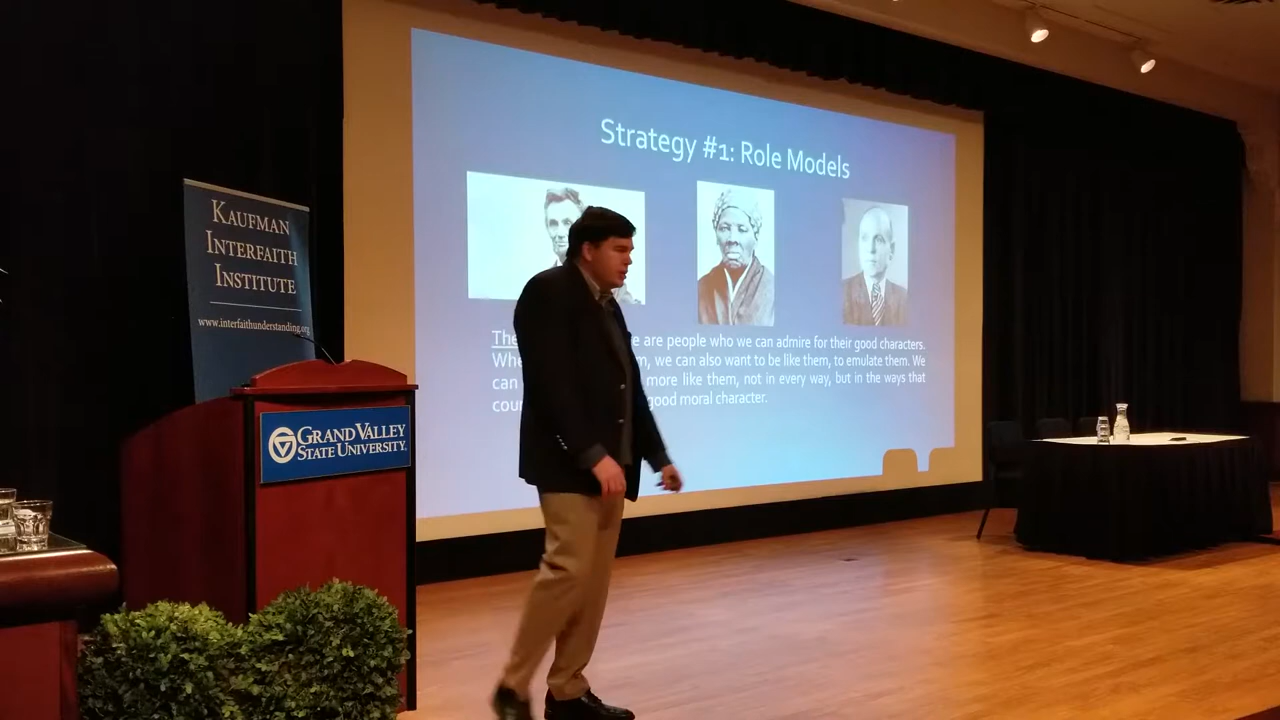 Strategy #1: Role Models
KAUFMAN
INTERFAITH
INSTITUTE
www.interfaithunderstanding.org
The are people who we can admire for their good characters.
we can also want to be like them, to emulate them. We
can more like them, not in every way, but in the ways that
good moral character.
GRAND VALLEY
STATE UNIVERSITY